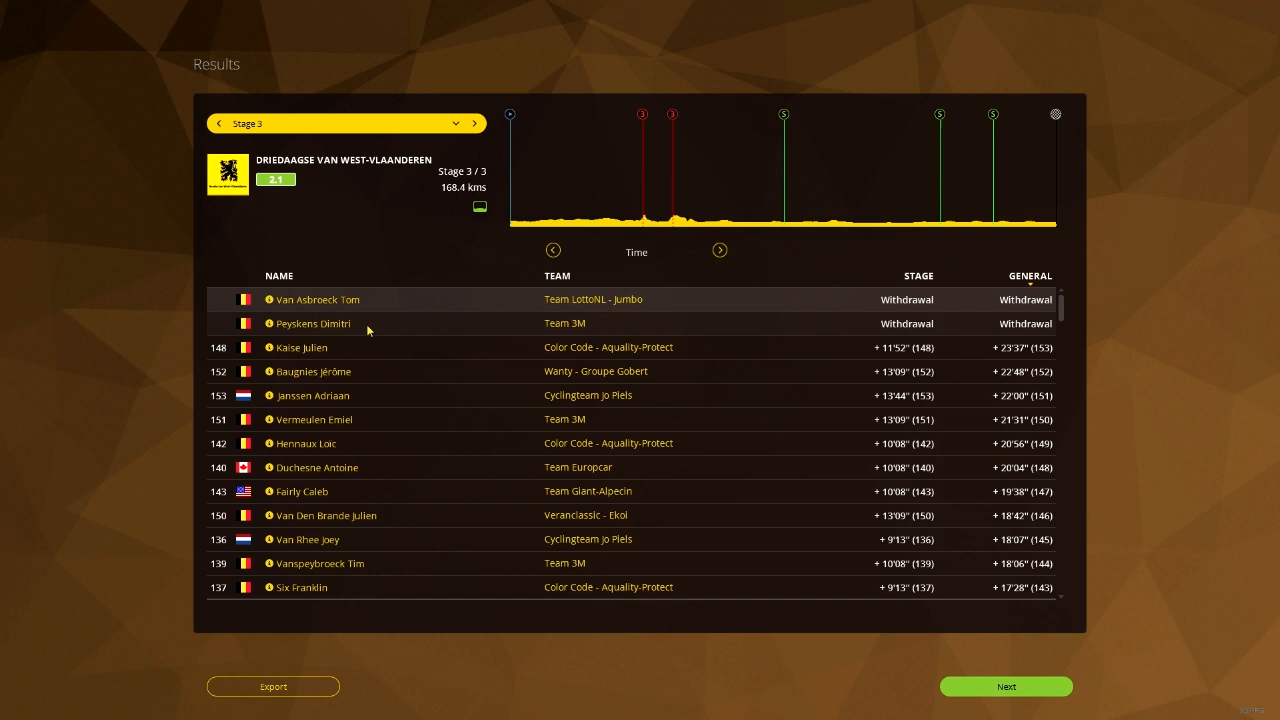 Results
Stage 3
DRIEDAAGSE VAN WEST-VLAANDEREN
2.1
Stage 3 / 3
168.4 kms
3 3 S S S
Time
NAME TEAM STAGE GENERAL
Van Asbroeck Tom Team LottoNL - Jumbo Withdrawal Withdrawal
Peyskens Dimitri Team 3M Withdrawal Withdrawal
148 Kaise Julien Color Code - Aquality-Protect + 11'52'' (148) + 23'37'' (153)
152 Baugnies Jérôme Wanty - Groupe Gobert + 13'09'' (152) + 22'48'' (152)
153 Janssen Adriaan Cyclingteam Jo Piels + 13'44'' (153) + 22'00'' (151)
151 Vermeulen Emiel Team 3M + 13'09'' (151) + 21'31'' (150)
142 Hennaux Loïc Color Code - Aquality-Protect + 10'08'' (142) + 20'56'' (149)
140 Duchesne Antoine Team Europcar + 10'08'' (140) + 20'04'' (148)
143 Fairly Caleb Team Giant-Alpecin + 10'08'' (143) + 19'38'' (147)
150 Van Den Brande Julien Veranclassic - Ekoi + 13'09'' (150) + 18'42'' (146)
136 Van Rhee Joey Cyclingteam Jo Piels + 9'13'' (136) + 18'07'' (145)
139 Vanspeybroeck Tim Team 3M + 10'08'' (139) + 18'06'' (144)
137 Six Franklin Color Code - Aquality-Protect + 9'13'' (137) + 17'28'' (143)
Export
Next